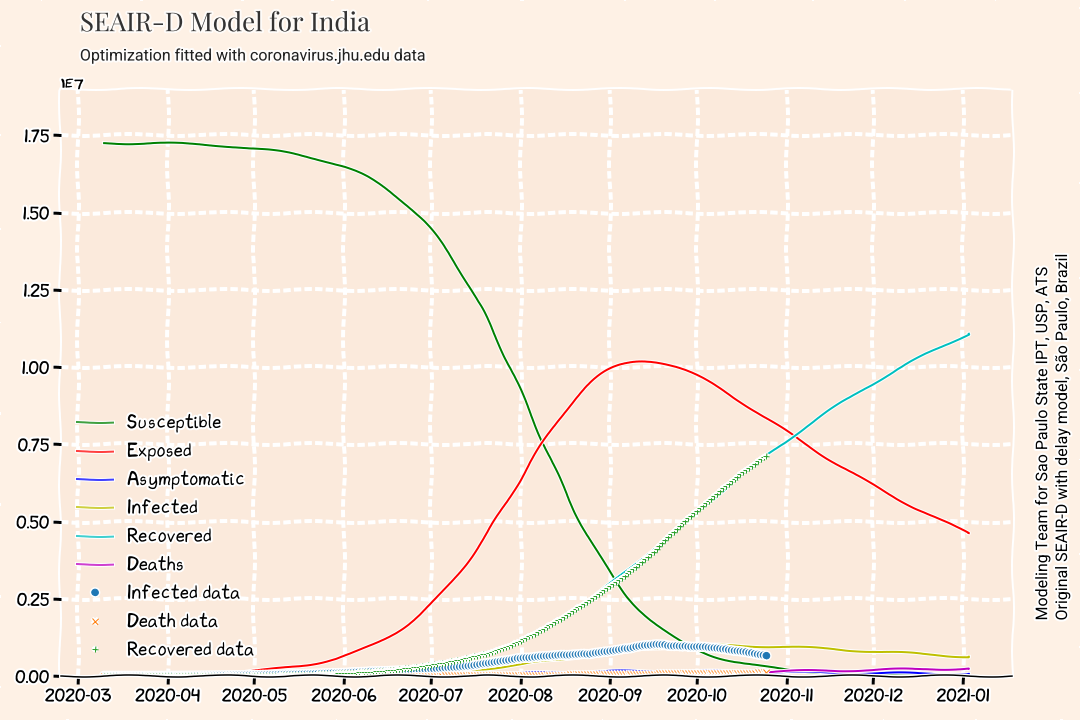 SEAIR-D Model for India
Optimization fitted with coronavirus.jhu.edu data
1E7
1.75
1.50
1.25
1.00
0.75
0.50
0.25
0.00
Susceptible
Exposed
Asymptomatic
Infected
Recovered
Deaths
Infected data
Death data
Recovered data
2020-03 2020-04 2020-05 2020-06 2020-07 2020-08 2020-09 2020-10 2020-11 2020-12 2021-01
Modeling Team for Sao Paulo State IPT, USP, ATS
Original SEAIR-D with delay model, São Paulo, Brazil